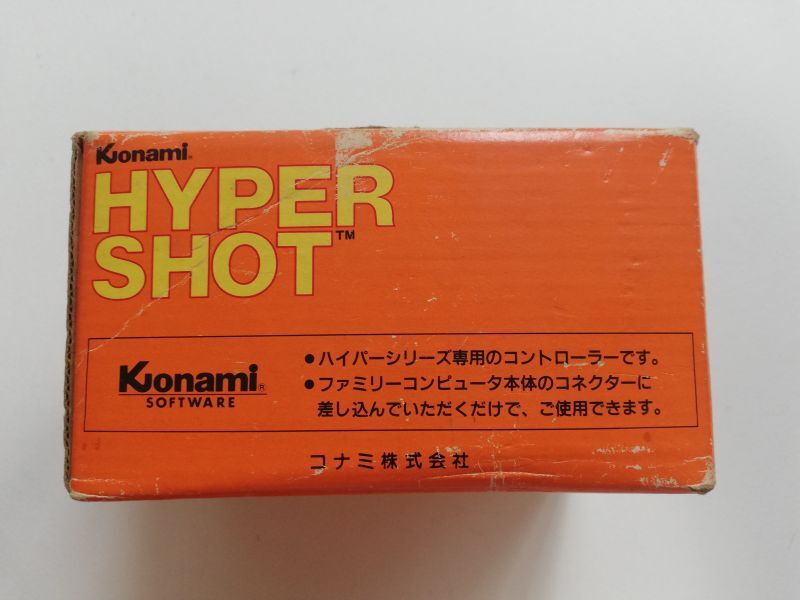 Konami®
HYPER
SHOT™
Konami®
SOFTWARE
●ハイパーシリーズ専用のコントローラーです。
●ファミリーコンピュータ本体のコネクターに
差し込んでいただくだけで、ご使用できます。
コナミ株式会社